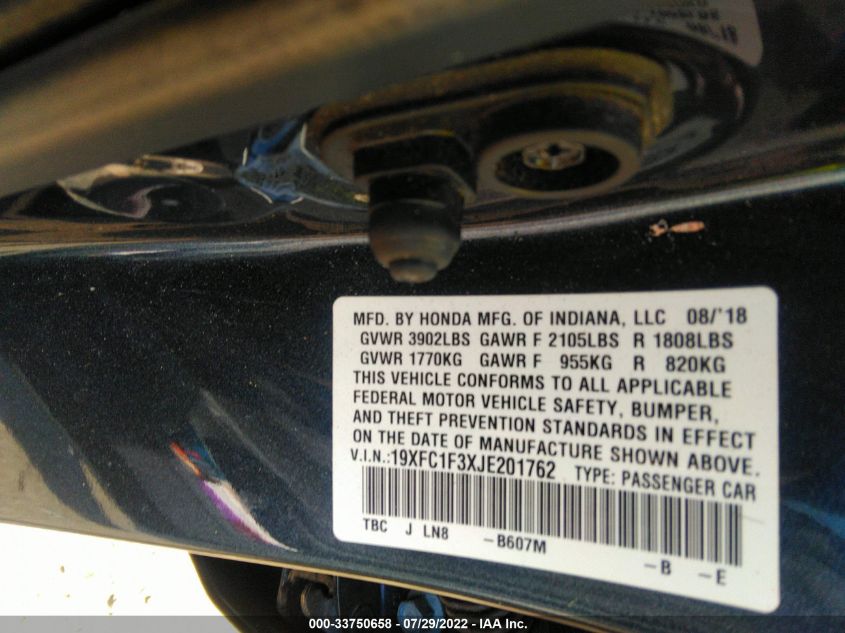 MFD. BY HONDA MFG. OF INDIANA, LLC 08/'18
GVWR 3902LBS GAWR F 2105LBS R 1808LBS
GVWR 1770KG GAWR F 955KG R 820KG
THIS VEHICLE CONFORMS TO ALL APPLICABLE
FEDERAL MOTOR VEHICLE SAFETY, BUMPER,
AND THEFT PREVENTION STANDARDS IN EFFECT
ON THE DATE OF MANUFACTURE SHOWN ABOVE.
V.I.N.:19XFC1F3XJE201762 TYPE: PASSENGER CAR
TBC J LN8 -B607M -B -E
000-33750658 - 07/29/2022 - IAA Inc.